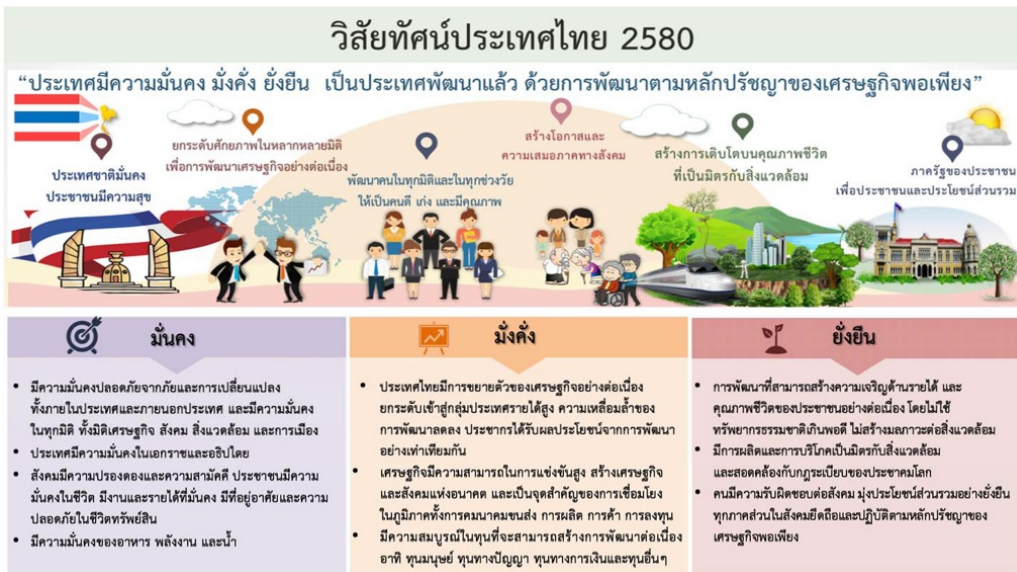 วิสัยทัศน์ประเทศไทย 2580
“ประเทศมีความมั่นคง มั่งคั่ง ยั่งยืน เป็นประเทศพัฒนาแล้ว ด้วยการพัฒนาตามหลักปรัชญาของเศรษฐกิจพอเพียง”
ประเทศชาติมั่นคง
ประชาชนมีความสุข
ยกระดับศักยภาพในหลากหลายมิติ
เพื่อการพัฒนาเศรษฐกิจอย่างต่อเนื่อง
พัฒนาคนในทุกมิติและในทุกช่วงวัย
ให้เป็นคนดี เก่ง และมีคุณภาพ
สร้างโอกาสและ
ความเสมอภาคทางสังคม
สร้างการเติบโตบนคุณภาพชีวิต
ที่เป็นมิตรกับสิ่งแวดล้อม
ภาครัฐของประชาชน
เพื่อประชาชนและประโยชน์ส่วนรวม
มั่นคง
• มีความมั่นคงปลอดภัยจากภัยและการเปลี่ยนแปลง
ทั้งภายในประเทศและภายนอกประเทศ และมีความมั่นคง
ในทุกมิติ ทั้งมิติเศรษฐกิจ สังคม สิ่งแวดล้อม และการเมือง
• ประเทศมีความมั่นคงในเอกราชและอธิปไตย
• สังคมมีความปรองดองและความสามัคคี ประชาชนมีความ
มั่นคงในชีวิต มีงานและรายได้ที่มั่นคง มีที่อยู่อาศัยและความ
ปลอดภัยในชีวิตทรัพย์สิน
• มีความมั่นคงของอาหาร พลังงาน และน้ำ
มั่งคั่ง
• ประเทศไทยมีการขยายตัวของเศรษฐกิจอย่างต่อเนื่อง
ยกระดับเข้าสู่กลุ่มประเทศรายได้สูง ความเหลื่อมล้ำของ
การพัฒนาลดลง ประชากรได้รับผลประโยชน์จากการพัฒนา
อย่างเท่าเทียมกัน
• เศรษฐกิจมีความสามารถในการแข่งขันสูง สร้างเศรษฐกิจ
และสังคมแห่งอนาคต และเป็นจุดสำคัญของการเชื่อมโยง
ในภูมิภาคทั้งการคมนาคมขนส่ง การผลิต การค้า การลงทุน
• มีความสมบูรณ์ในทุนที่จะสามารถสร้างการพัฒนาต่อเนื่อง
อาทิ ทุนมนุษย์ ทุนทางปัญญา ทุนทางการเงินและทุนอื่นๆ
ยั่งยืน
• การพัฒนาที่สามารถสร้างความเจริญด้านรายได้ และ
คุณภาพชีวิตของประชาชนอย่างต่อเนื่อง โดยไม่ใช้
ทรัพยากรธรรมชาติเกินพอดี ไม่สร้างมลภาวะต่อสิ่งแวดล้อม
• มีการผลิตและการบริโภคเป็นมิตรกับสิ่งแวดล้อม
และสอดคล้องกับกฎระเบียบของประชาคมโลก
• คนมีความรับผิดชอบต่อสังคม มุ่งประโยชน์ส่วนรวมอย่างยั่งยืน
ทุกภาคส่วนในสังคมยึดถือและปฏิบัติตามหลักปรัชญาของ
เศรษฐกิจพอเพียง